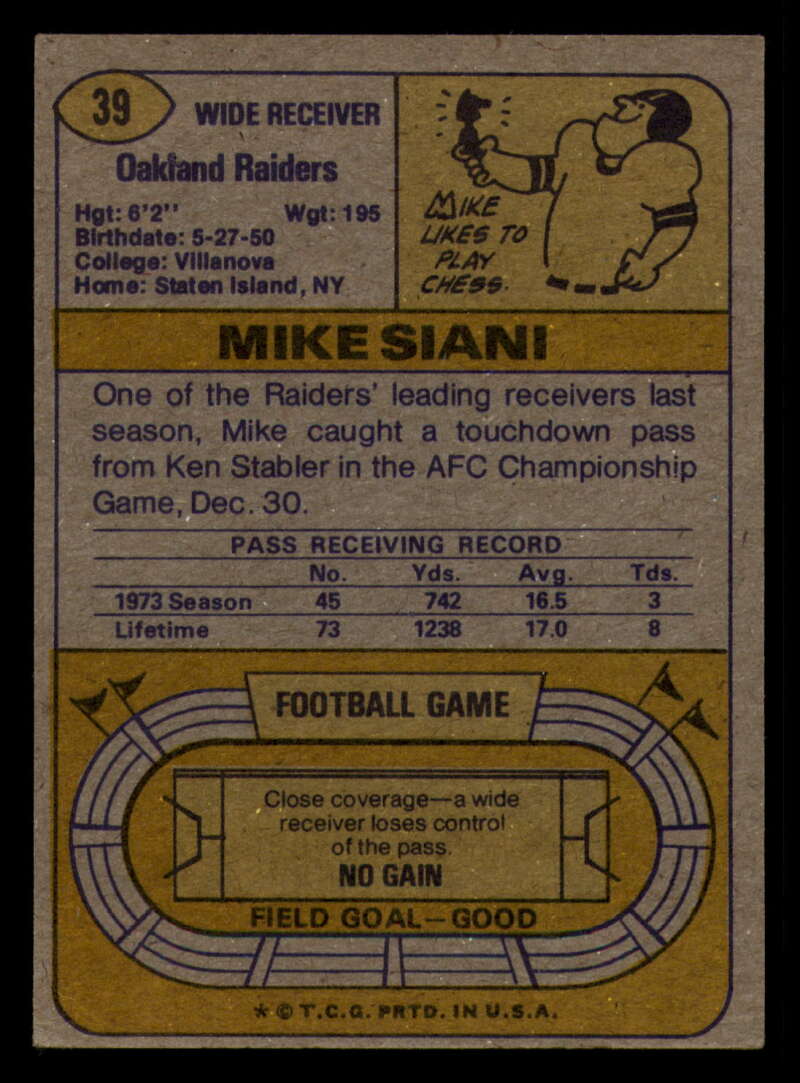 39
WIDE RECEIVER
Oakland Raiders
Hgt: 6'2" Wgt: 195
Birthdate: 5-27-50
College: Villanova
Home: Staten Island, NY
MIKE
LIKES TO
PLAY
CHESS.
MIKE SIANI
One of the Raiders' leading receivers last
season, Mike caught a touchdown pass
from Ken Stabler in the AFC Championship
Game, Dec. 30.
PASS RECEIVING RECORD
No. Yds. Avg. Tds.
1973 Season 45 742 16.5 3
Lifetime 73 1238 17.0 8
FOOTBALL GAME
Close coverage—a wide
receiver loses control
of the pass.
NO GAIN
FIELD GOAL—GOOD
* © T.C.G. PRTD. IN U.S.A.